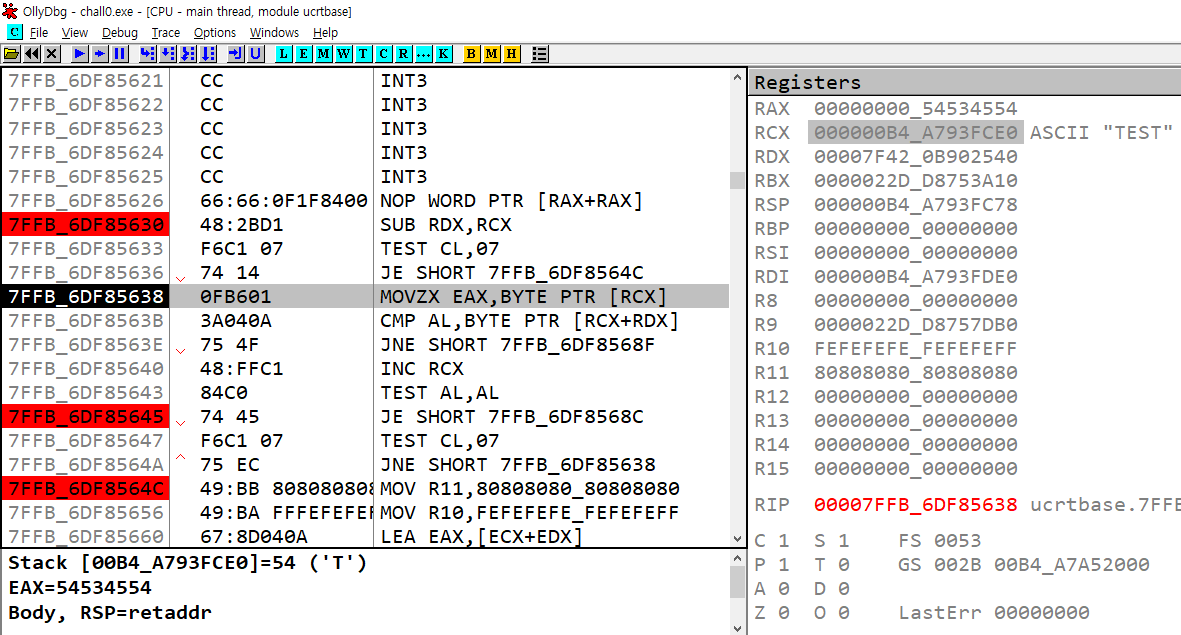 OllyDbg - chall0.exe - [CPU - main thread, module ucrtbase]
C File View Debug Trace Options Windows Help
L E M W T C R ... K B M H
7FFB_6DF85621 CC INT3
7FFB_6DF85622 CC INT3
7FFB_6DF85623 CC INT3
7FFB_6DF85624 CC INT3
7FFB_6DF85625 CC INT3
7FFB_6DF85626 66:66:0F1F8400 NOP WORD PTR [RAX+RAX]
7FFB_6DF85630 48:2BD1 SUB RDX,RCX
7FFB_6DF85633 F6C1 07 TEST CL,07
7FFB_6DF85636 74 14 JE SHORT 7FFB_6DF8564C
7FFB_6DF85638 0FB601 MOVZX EAX,BYTE PTR [RCX]
7FFB_6DF8563B 3A040A CMP AL,BYTE PTR [RCX+RDX]
7FFB_6DF8563E 75 4F JNE SHORT 7FFB_6DF8568F
7FFB_6DF85640 48:FFC1 INC RCX
7FFB_6DF85643 84C0 TEST AL,AL
7FFB_6DF85645 74 45 JE SHORT 7FFB_6DF8568C
7FFB_6DF85647 F6C1 07 TEST CL,07
7FFB_6DF8564A 75 EC JNE SHORT 7FFB_6DF85638
7FFB_6DF8564C 49:BB 808080808 MOV R11,80808080_80808080
7FFB_6DF85656 49:BA FFFEFEFEF MOV R10,FEFEFEFE_FEFEFEFF
7FFB_6DF85660 67:8D040A LEA EAX,[ECX+EDX]
Stack [00B4_A793FCE0]=54 ('T')
EAX=54534554
Body, RSP=retaddr
Registers
RAX 00000000_54534554
RCX 000000B4_A793FCE0 ASCII "TEST"
RDX 00007F42_0B902540
RBX 0000022D_D8753A10
RSP 000000B4_A793FC78
RBP 00000000_00000000
RSI 00000000_00000000
RDI 000000B4_A793FDE0
R8 00000000_00000000
R9 0000022D_D8757DB0
R10 FEFEFEFE_FEFEFEFF
R11 80808080_80808080
R12 00000000_00000000
R13 00000000_00000000
R14 00000000_00000000
R15 00000000_00000000
RIP 00007FFB_6DF85638 ucrtbase.7FFE
C 1 S 1 FS 0053
P 1 T 0 GS 002B 00B4_A7A52000
A 0 D 0
Z 0 O 0 LastErr 00000000